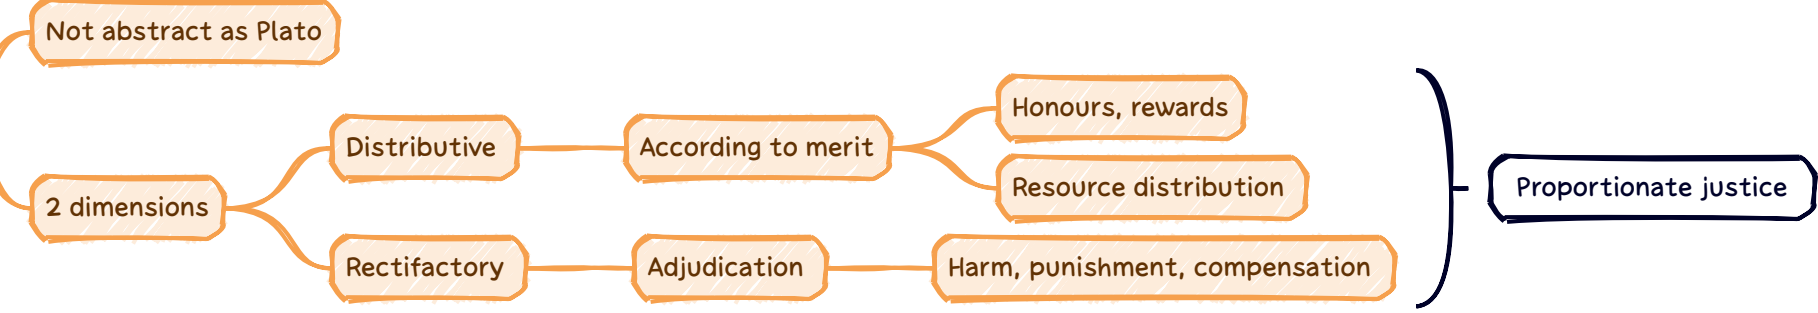 Not abstract as Plato
2 dimensions
Distributive
According to merit
Honours, rewards
Resource distribution
Rectifactory
Adjudication
Harm, punishment, compensation
Proportionate justice